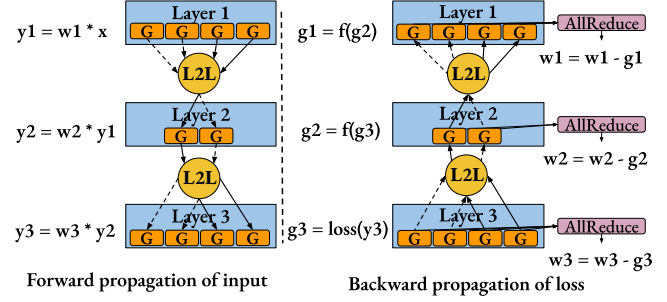 Layer 1
y1 = w1 * x
G G G G
L2L
Layer 2
y2 = w2 * y1
G G
L2L
Layer 3
y3 = w3 * y2
G G G G
Forward propagation of input
Layer 1
g1 = f(g2)
G G G G
AllReduce
w1 = w1 - g1
L2L
Layer 2
g2 = f(g3)
G G
AllReduce
w2 = w2 - g2
L2L
Layer 3
g3 = loss(y3)
G G G G
AllReduce
w3 = w3 - g3
Backward propagation of loss